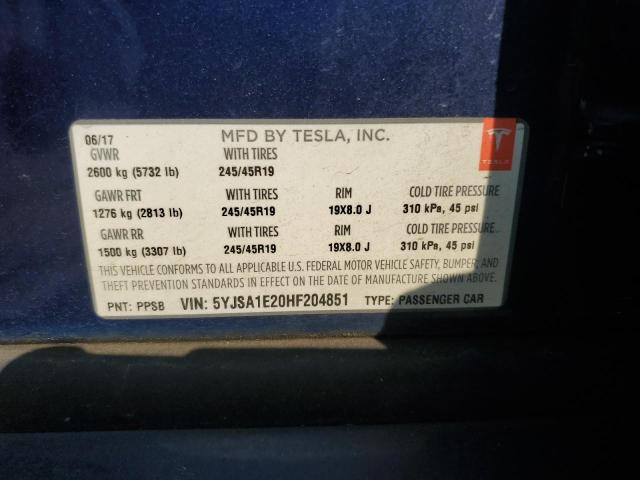 06/17 MFD BY TESLA, INC.
GVWR WITH TIRES
2600 kg (5732 lb) 245/45R19
TESLA
GAWR FRT WITH TIRES RIM COLD TIRE PRESSURE
1276 kg (2813 lb) 245/45R19 19X8.0 J 310 kPa, 45 psi
GAWR RR WITH TIRES RIM COLD TIRE PRESSURE
1500 kg (3307 lb) 245/45R19 19X8.0 J 310 kPa, 45 psi
THIS VEHICLE CONFORMS TO ALL APPLICABLE U.S. FEDERAL MOTOR VEHICLE SAFETY, BUMPER, AND
THEFT PREVENTION STANDARDS IN EFFECT ON THE DATE OF MANUFACTURE SHOWN ABOVE.
PNT: PPSB VIN: 5YJSA1E20HF204851 TYPE: PASSENGER CAR